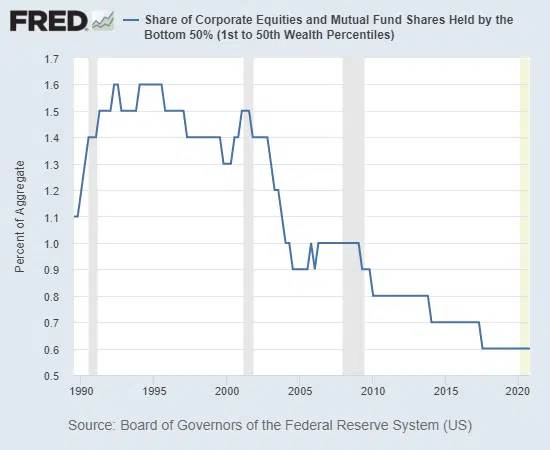 FRED
Share of Corporate Equities and Mutual Fund Shares Held by the
Bottom 50% (1st to 50th Wealth Percentiles)
Percent of Aggregate
1.7
1.6
1.5
1.4
1.3
1.2
1.1
1.0
0.9
0.8
0.7
0.6
0.5
1990 1995 2000 2005 2010 2015 2020
Source: Board of Governors of the Federal Reserve System (US)